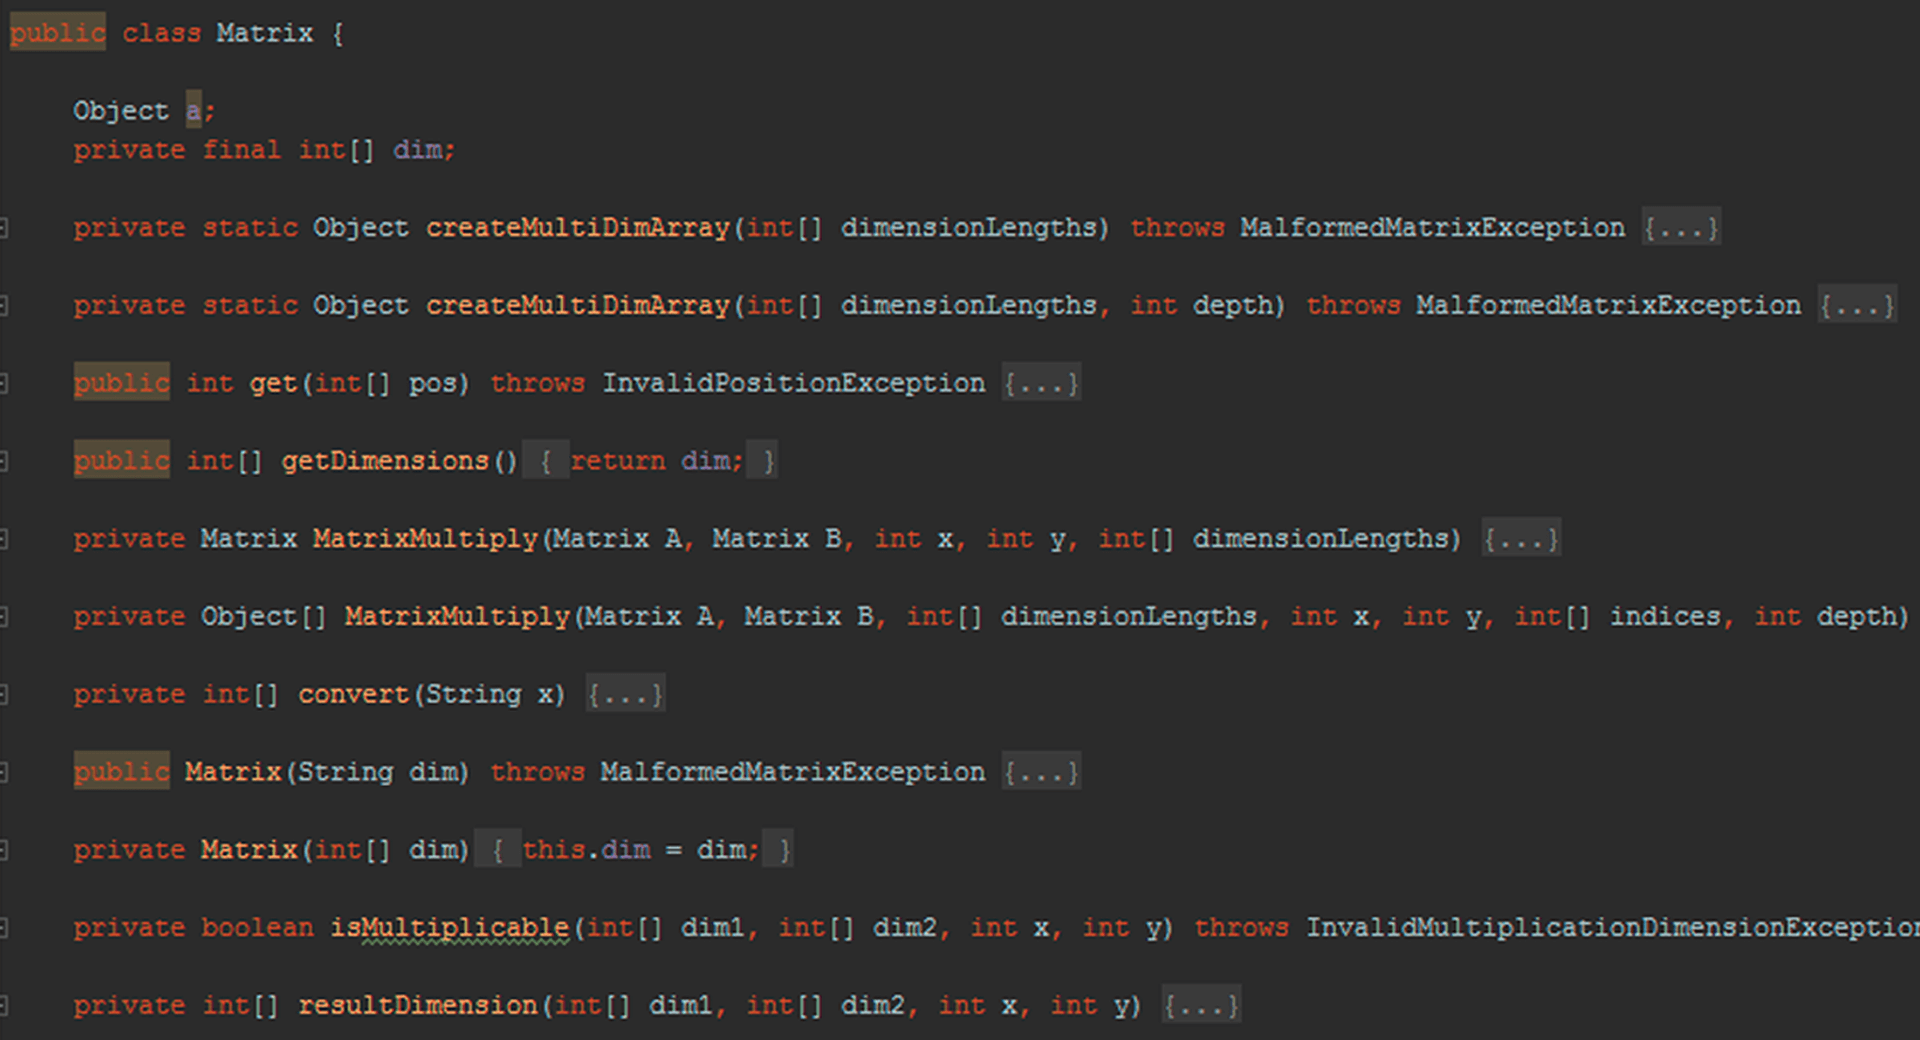 public class Matrix {
Object a;
private final int[] dim;
private static Object createMultiDimArray(int[] dimensionLengths) throws MalformedMatrixException {...}
private static Object createMultiDimArray(int[] dimensionLengths, int depth) throws MalformedMatrixException {...}
public int get(int[] pos) throws InvalidPositionException {...}
public int[] getDimensions() { return dim; }
private Matrix MatrixMultiply(Matrix A, Matrix B, int x, int y, int[] dimensionLengths) {...}
private Object[] MatrixMultiply(Matrix A, Matrix B, int[] dimensionLengths, int x, int y, int[] indices, int depth)
private int[] convert(String x) {...}
public Matrix(String dim) throws MalformedMatrixException {...}
private Matrix(int[] dim) { this.dim = dim; }
private boolean isMultiplicable(int[] dim1, int[] dim2, int x, int y) throws InvalidMultiplicationDimensionException
private int[] resultDimension(int[] dim1, int[] dim2, int x, int y) {...}